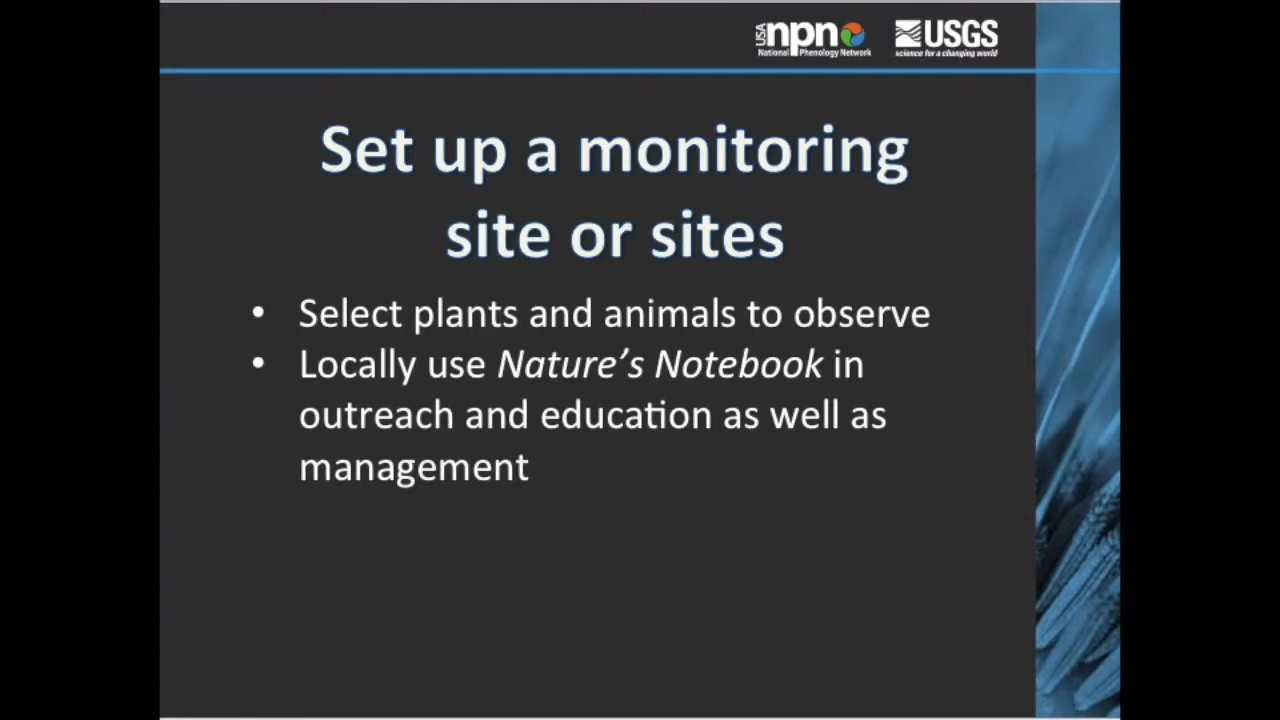 USA npn
National Phenology Network
USGS
science for a changing world
Set up a monitoring
site or sites
• Select plants and animals to observe
• Locally use Nature's Notebook in
outreach and education as well as
management